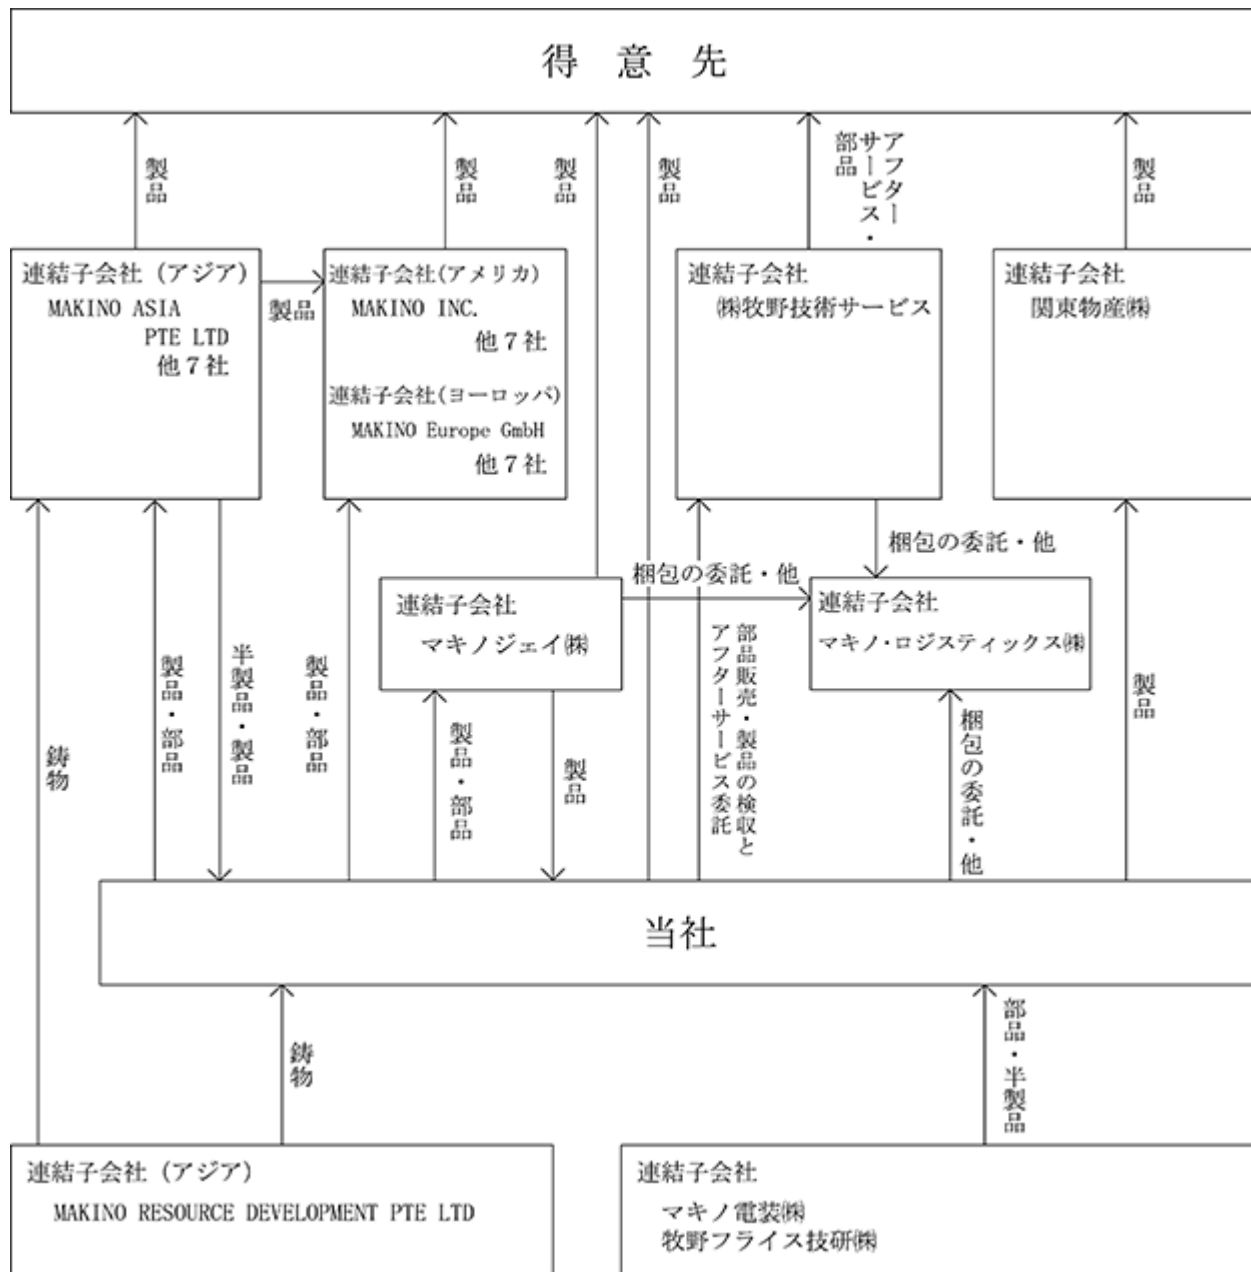 得意先
製品
製品
製品
製品
アフター
サービス・
部品
製品
連結子会社（アジア）
MAKINO ASIA
PTE LTD
他７社
製品
連結子会社(アメリカ)
MAKINO INC.
他７社
連結子会社(ヨーロッパ)
MAKINO Europe GmbH
他７社
連結子会社
㈱牧野技術サービス
連結子会社
関東物産㈱
梱包の委託・他
梱包の委託・他
連結子会社
マキノジェイ㈱
連結子会社
マキノ・ロジスティックス㈱
鋳物
製品・部品
半製品・製品
製品・部品
製品・部品
製品
部品販売・製品の検収と
アフターサービス委託
梱包の委託・他
製品
当社
鋳物
部品・半製品
連結子会社（アジア）
MAKINO RESOURCE DEVELOPMENT PTE LTD
連結子会社
マキノ電装㈱
牧野フライス技研㈱